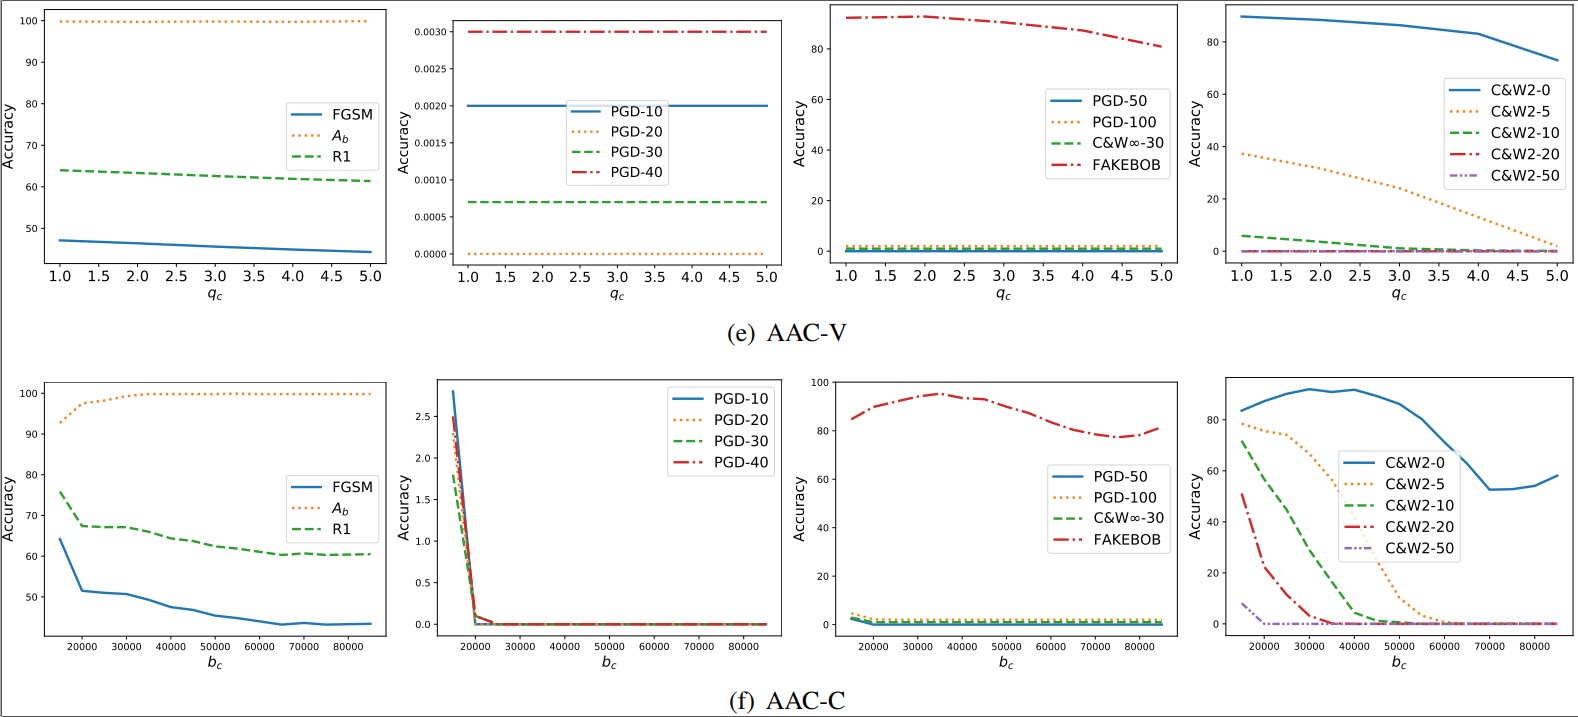 Accuracy
100
90
80
70
60
50
FGSM
A_b
R1
1.0 1.5 2.0 2.5 3.0 3.5 4.0 4.5 5.0
q_c
Accuracy
0.0030
0.0025
0.0020
0.0015
0.0010
0.0005
0.0000
PGD-10
PGD-20
PGD-30
PGD-40
1.0 1.5 2.0 2.5 3.0 3.5 4.0 4.5 5.0
q_c
Accuracy
80
60
40
20
0
PGD-50
PGD-100
C&W∞-30
FAKEBOB
1.0 1.5 2.0 2.5 3.0 3.5 4.0 4.5 5.0
q_c
Accuracy
80
60
40
20
0
C&W2-0
C&W2-5
C&W2-10
C&W2-20
C&W2-50
1.0 1.5 2.0 2.5 3.0 3.5 4.0 4.5 5.0
q_c
(e) AAC-V
Accuracy
100
90
80
70
60
50
FGSM
A_b
R1
20000 30000 40000 50000 60000 70000 80000
b_c
Accuracy
2.5
2.0
1.5
1.0
0.5
0.0
PGD-10
PGD-20
PGD-30
PGD-40
20000 30000 40000 50000 60000 70000 80000
b_c
Accuracy
100
80
60
40
20
0
PGD-50
PGD-100
C&W∞-30
FAKEBOB
20000 30000 40000 50000 60000 70000 80000
b_c
Accuracy
80
60
40
20
0
C&W2-0
C&W2-5
C&W2-10
C&W2-20
C&W2-50
20000 30000 40000 50000 60000 70000 80000
b_c
(f) AAC-C